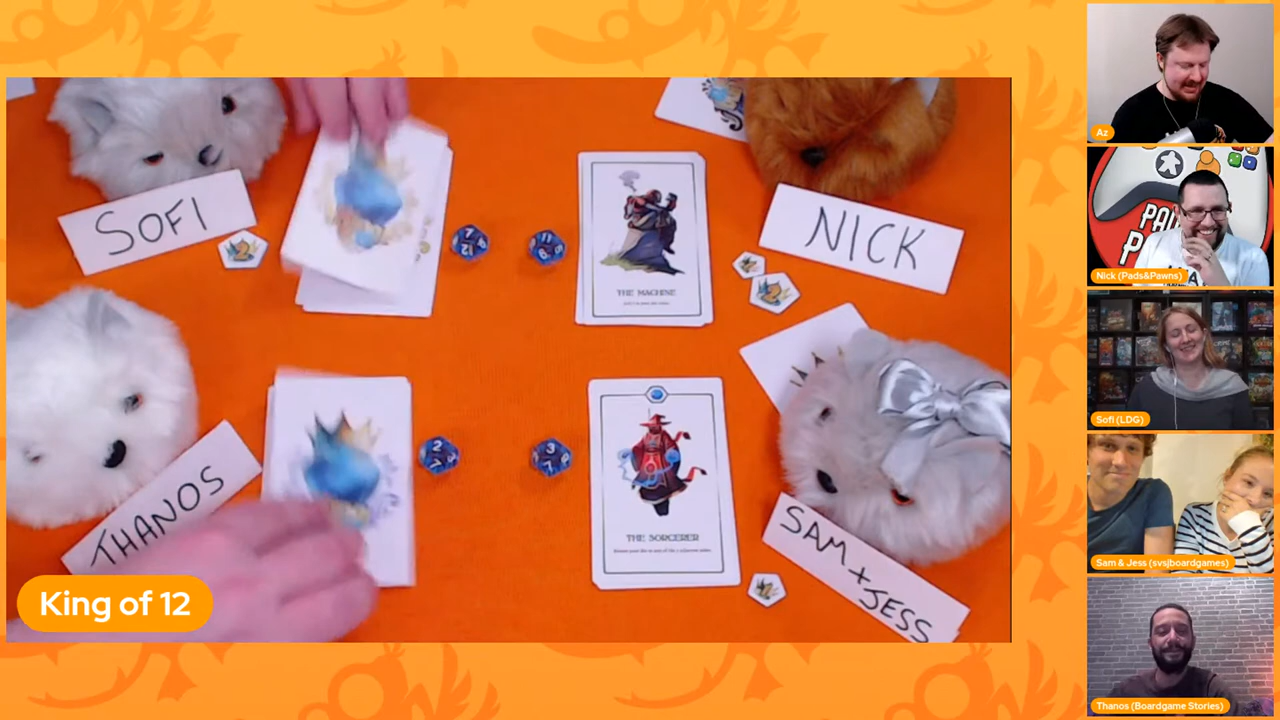 SOFI
NICK
THE MACHINE
THANOS
THE SORCERER
SAM + JESS
King of 12
Az
Nick (Pads&Pawns)
Sofi (LDG)
Sam & Jess (svsjboardgames)
Thanos (Boardgame Stories)